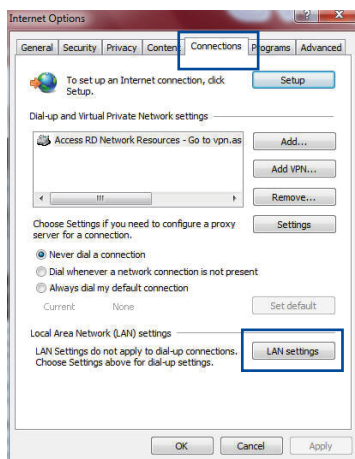 Internet Options
General Security Privacy Content Connections Programs Advanced
To set up an Internet connection, click
Setup.
Setup
Dial-up and Virtual Private Network settings
Access RD Network Resources - Go to vpn.as
Add...
Add VPN...
Remove...
Choose Settings if you need to configure a proxy
server for a connection.
Settings
Never dial a connection
Dial whenever a network connection is not present
Always dial my default connection
Current None
Set default
Local Area Network (LAN) settings
LAN Settings do not apply to dial-up connections.
Choose Settings above for dial-up settings.
LAN settings
OK Cancel Apply